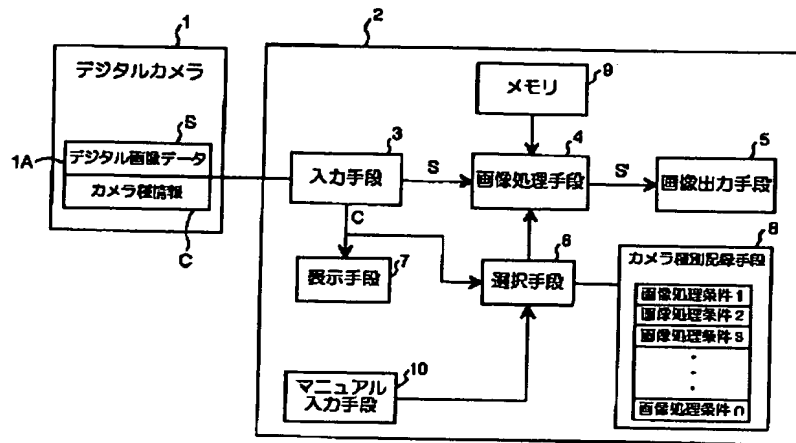 1
デジタルカメラ
S
1A
デジタル画像データ
カメラ種情報
C
2
メモリ
9
3
入力手段
S
4
画像処理手段
S'
5
画像出力手段
C
7
表示手段
6
選択手段
8
カメラ種別記録手段
画像処理条件1
画像処理条件2
画像処理条件3
・
・
・
画像処理条件n
10
マニュアル
入力手段